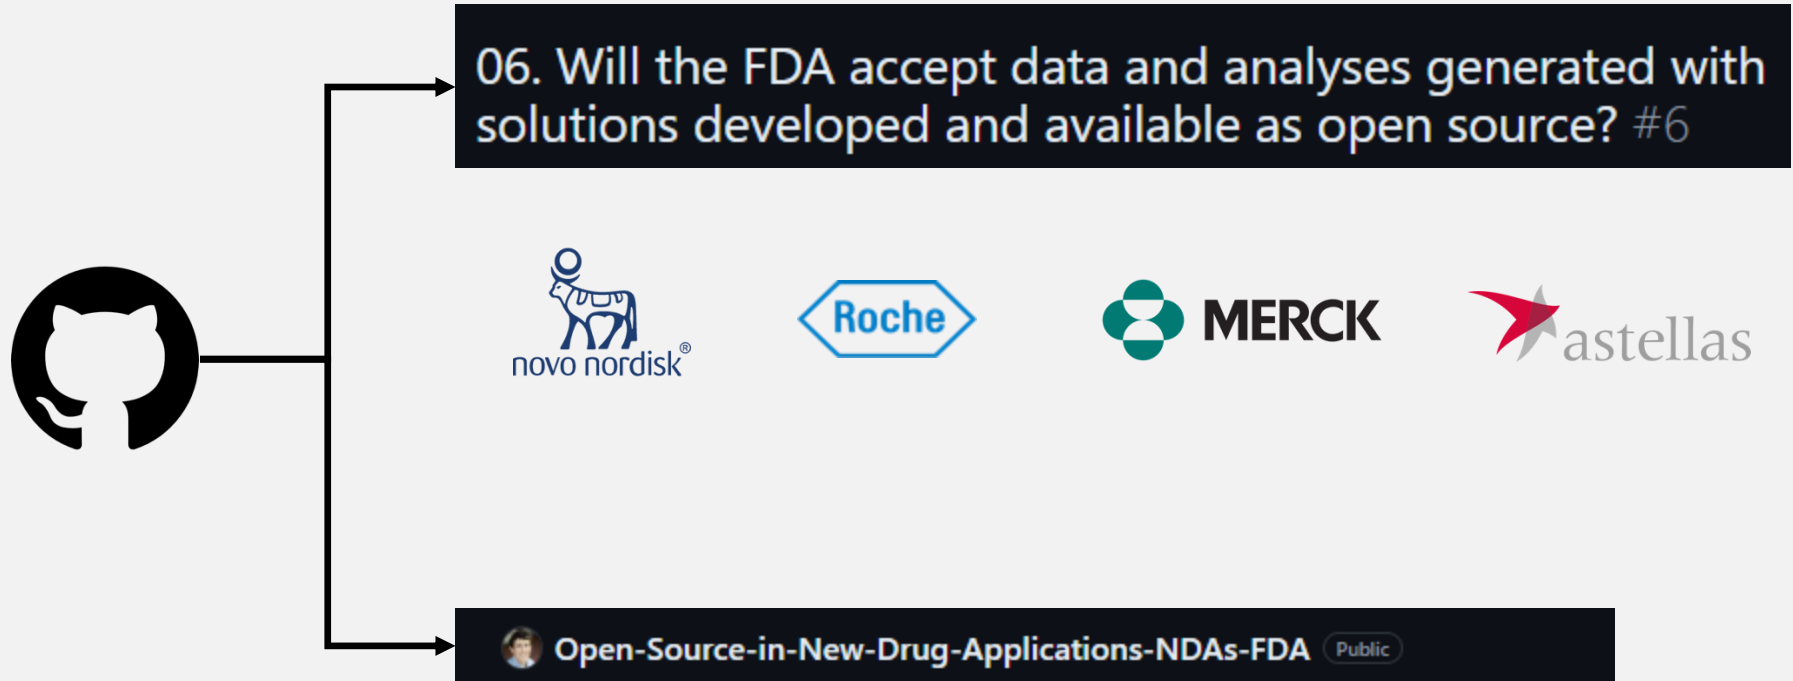 06. Will the FDA accept data and analyses generated with
solutions developed and available as open source? #6
novo nordisk®
Roche
MERCK
astellas
Open-Source-in-New-Drug-Applications-NDAs-FDA Public